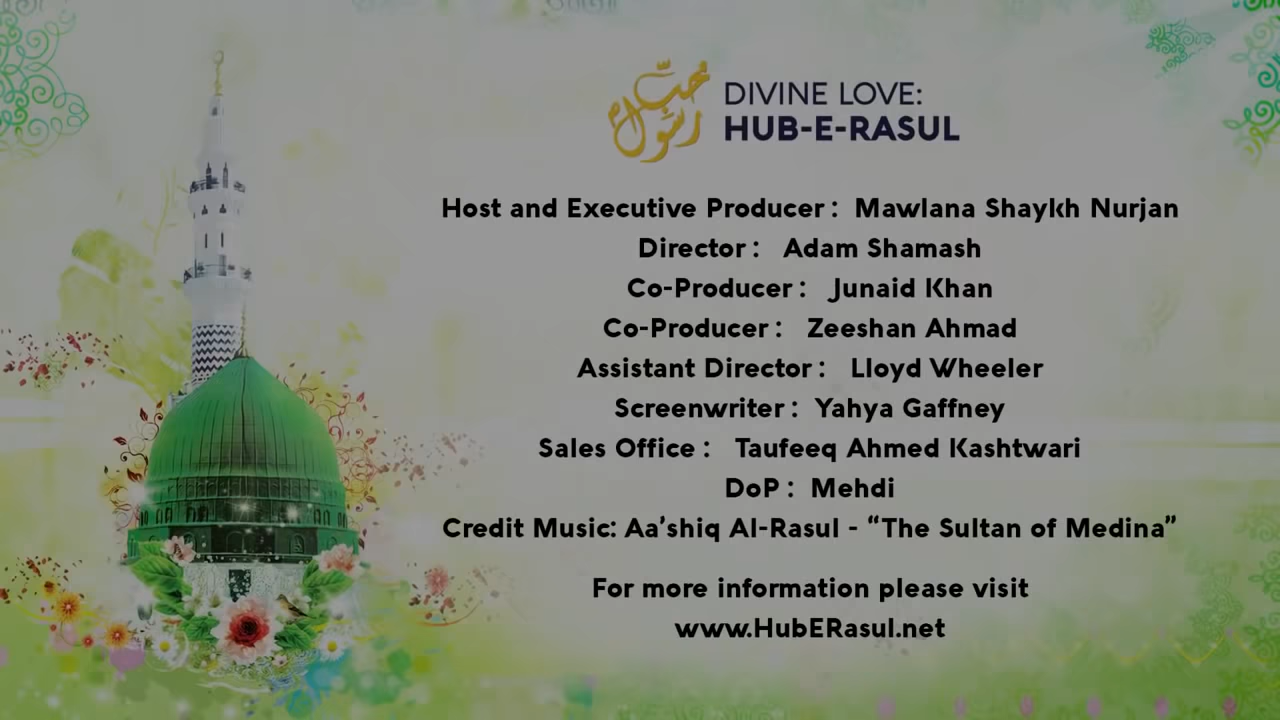 حب رسول
DIVINE LOVE:
HUB-E-RASUL
Host and Executive Producer : Mawlana Shaykh Nurjan
Director : Adam Shamash
Co-Producer : Junaid Khan
Co-Producer : Zeeshan Ahmad
Assistant Director : Lloyd Wheeler
Screenwriter : Yahya Gaffney
Sales Office : Taufeeq Ahmed Kashtwari
DoP : Mehdi
Credit Music: Aa’shiq Al-Rasul - “The Sultan of Medina”
For more information please visit
www.HubERasul.net